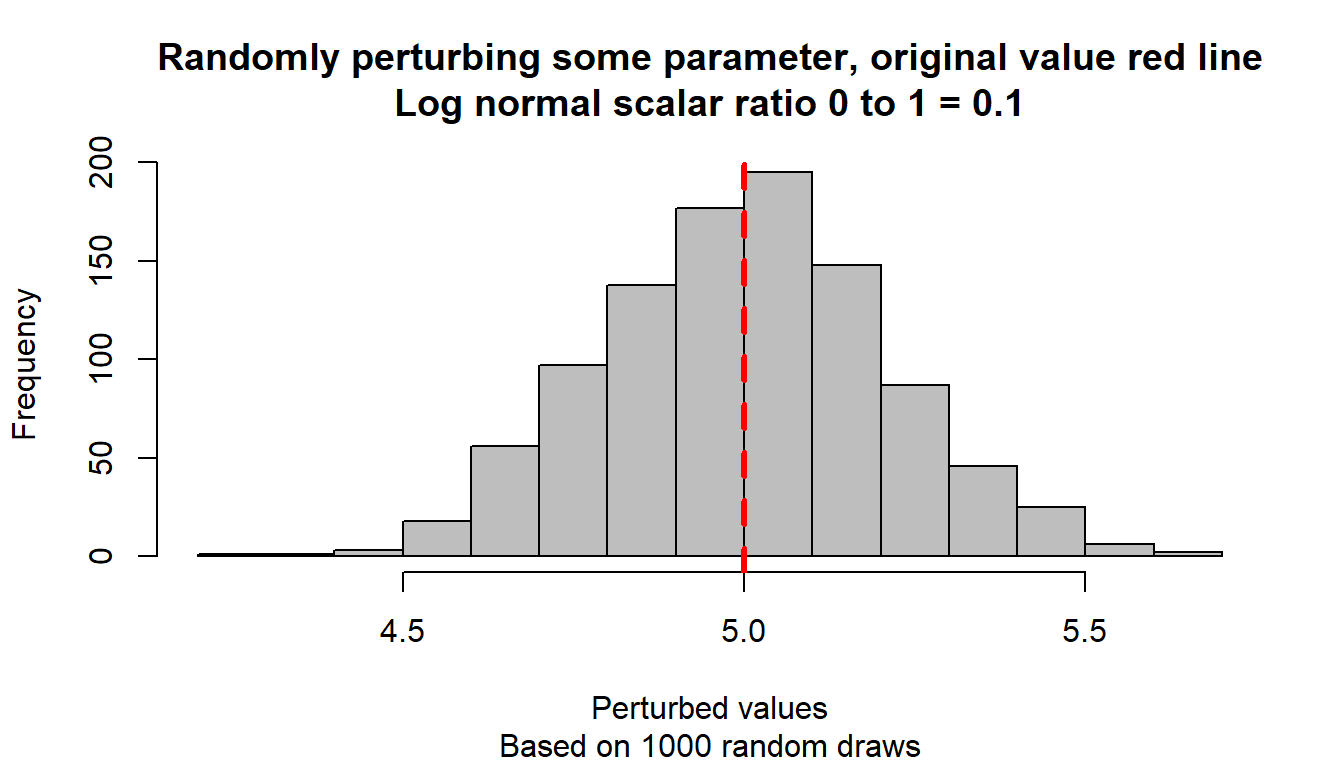 Randomly perturbing some parameter, original value red line
Log normal scalar ratio 0 to 1 = 0.1
Frequency
200
150
100
50
0
4.5 5.0 5.5
Perturbed values
Based on 1000 random draws